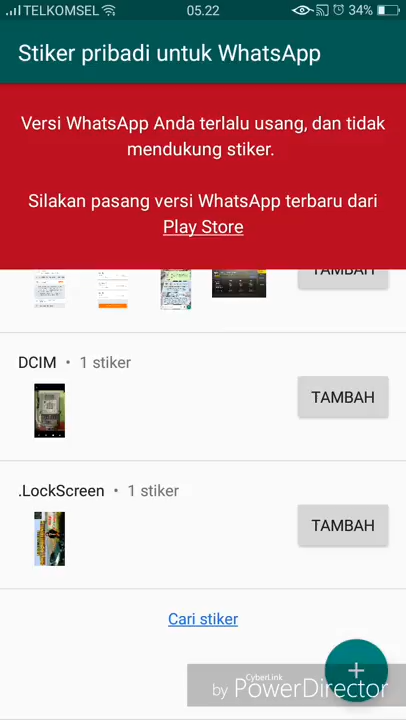 TELKOMSEL 05.22 34%
Stiker pribadi untuk WhatsApp
Versi WhatsApp Anda terlalu usang, dan tidak
mendukung stiker.
Silakan pasang versi WhatsApp terbaru dari
Play Store
TAMBAH
DCIM • 1 stiker
TAMBAH
.LockScreen • 1 stiker
TAMBAH
Cari stiker
+
CyberLink
by PowerDirector